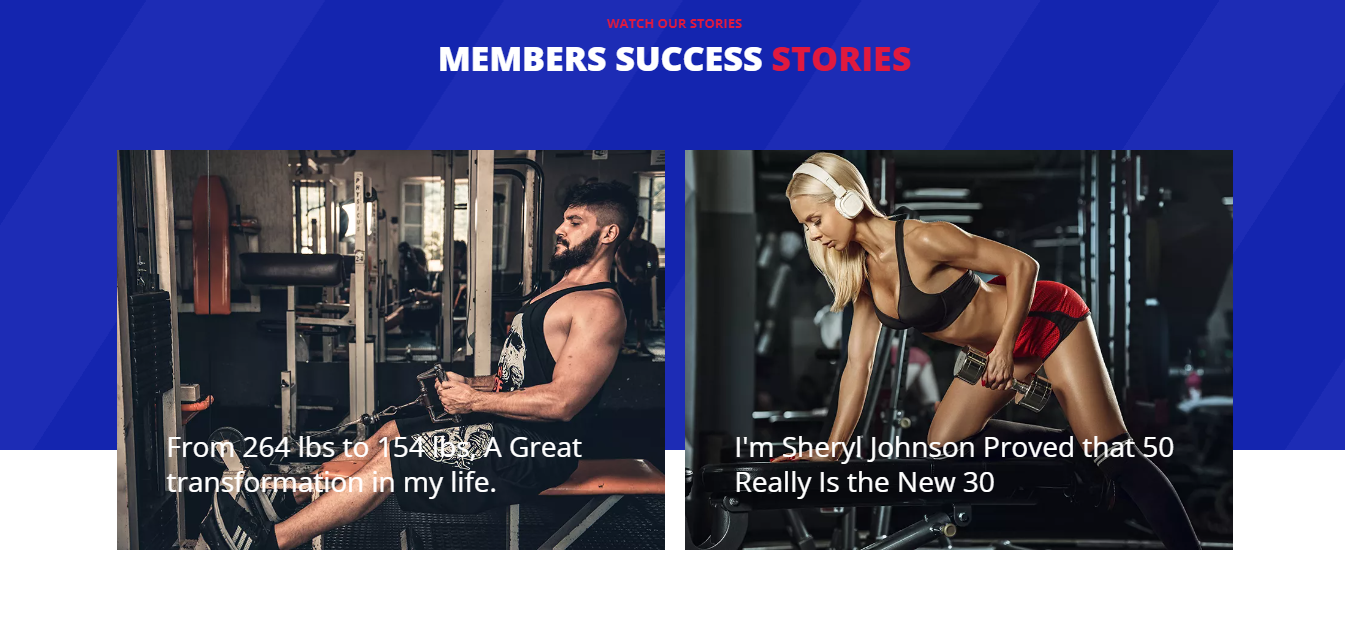 WATCH OUR STORIES
MEMBERS SUCCESS STORIES
From 264 lbs to 154 lbs, A Great
transformation in my life.
I'm Sheryl Johnson Proved that 50
Really Is the New 30